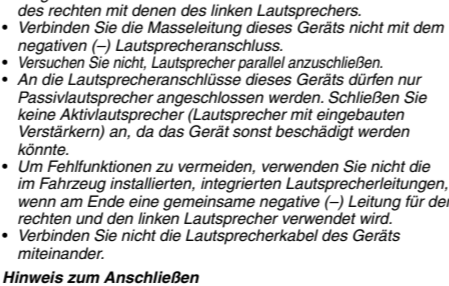 des rechten mit denen des linken Lautsprechers.
• Verbinden Sie die Masseleitung dieses Geräts nicht mit dem
negativen (–) Lautsprecheranschluss.
• Versuchen Sie nicht, Lautsprecher parallel anzuschließen.
• An die Lautsprecheranschlüsse dieses Geräts dürfen nur
Passivlautsprecher angeschlossen werden. Schließen Sie
keine Aktivlautsprecher (Lautsprecher mit eingebauten
Verstärkern) an, da das Gerät sonst beschädigt werden
könnte.
• Um Fehlfunktionen zu vermeiden, verwenden Sie nicht die
im Fahrzeug installierten, integrierten Lautsprecherleitungen,
wenn am Ende eine gemeinsame negative (–) Leitung für den
rechten und den linken Lautsprecher verwendet wird.
• Verbinden Sie nicht die Lautsprecherkabel des Geräts
miteinander.
Hinweis zum Anschließen